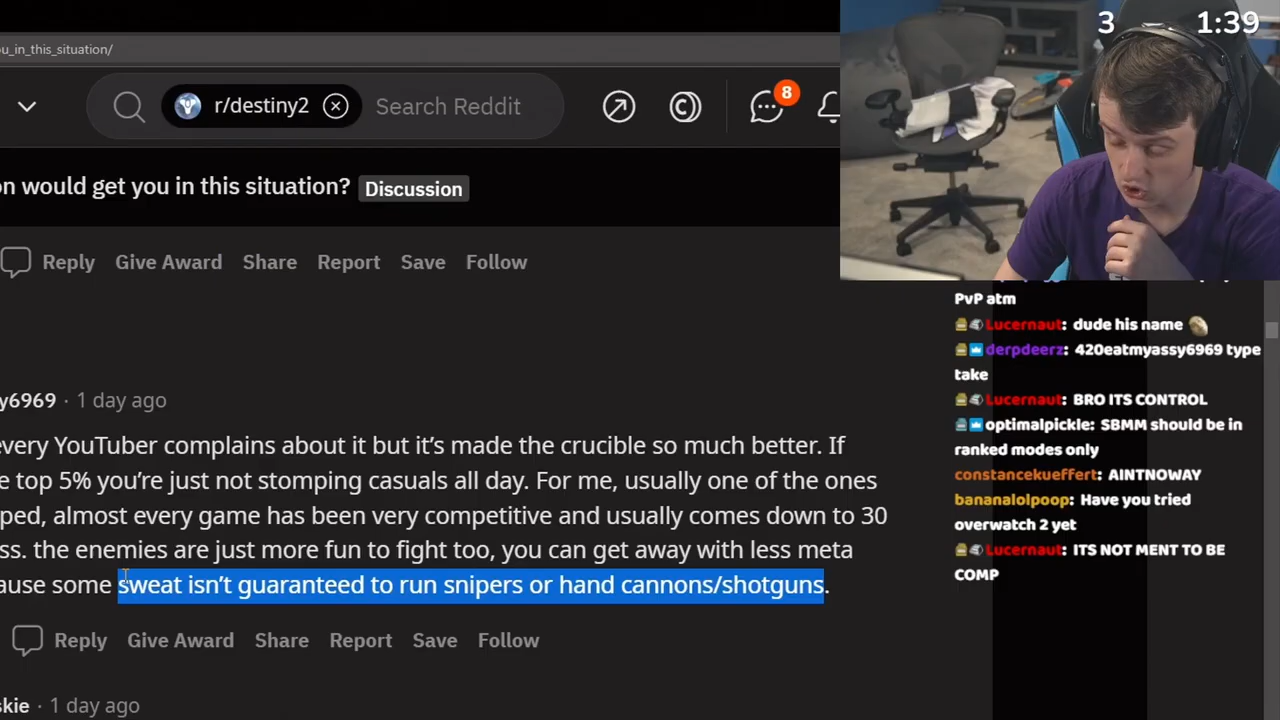 3 1:39
u_in_this_situation/
r/destiny2 Search Reddit 8
on would get you in this situation? Discussion
Reply Give Award Share Report Save Follow
PvP atm
Lucernaut: dude his name
derpdeerz: 420eatmyassy6969 type
take
Lucernaut: BRO ITS CONTROL
optimalpickle: SBMM should be in
ranked modes only
constancekueffert: AINTNOWAY
bananalolpoop: Have you tried
overwatch 2 yet
Lucernaut: ITS NOT MENT TO BE
COMP
y6969 · 1 day ago
every YouTuber complains about it but it’s made the crucible so much better. If
e top 5% you’re just not stomping casuals all day. For me, usually one of the ones
ped, almost every game has been very competitive and usually comes down to 30
ss. the enemies are just more fun to fight too, you can get away with less meta
ause some sweat isn’t guaranteed to run snipers or hand cannons/shotguns.
Reply Give Award Share Report Save Follow
skie · 1 day ago